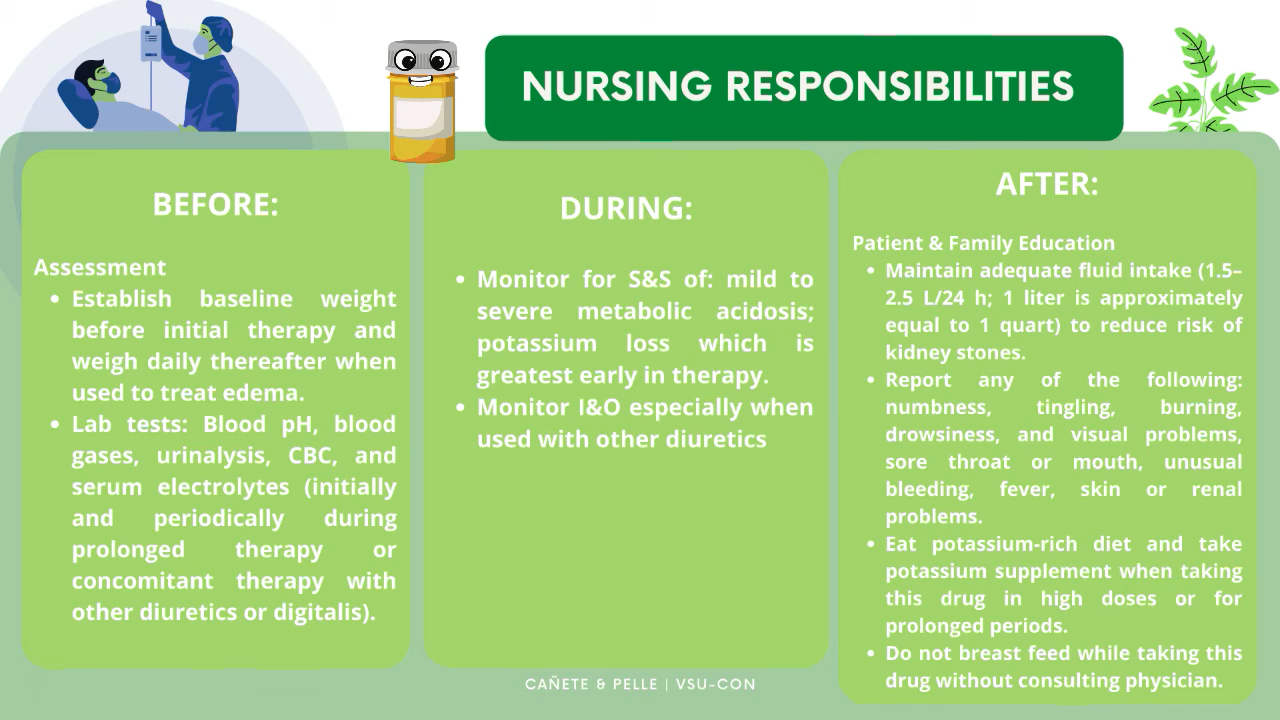 NURSING RESPONSIBILITIES
BEFORE:
Assessment
• Establish baseline weight
before initial therapy and
weigh daily thereafter when
used to treat edema.
• Lab tests: Blood pH, blood
gases, urinalysis, CBC, and
serum electrolytes (initially
and periodically during
prolonged therapy or
concomitant therapy with
other diuretics or digitalis).
DURING:
• Monitor for S&S of: mild to
severe metabolic acidosis;
potassium loss which is
greatest early in therapy.
• Monitor I&O especially when
used with other diuretics
AFTER:
Patient & Family Education
• Maintain adequate fluid intake (1.5–
2.5 L/24 h; 1 liter is approximately
equal to 1 quart) to reduce risk of
kidney stones.
• Report any of the following:
numbness, tingling, burning,
drowsiness, and visual problems,
sore throat or mouth, unusual
bleeding, fever, skin or renal
problems.
• Eat potassium-rich diet and take
potassium supplement when taking
this drug in high doses or for
prolonged periods.
• Do not breast feed while taking this
drug without consulting physician.
CAÑETE & PELLE | VSU-CON